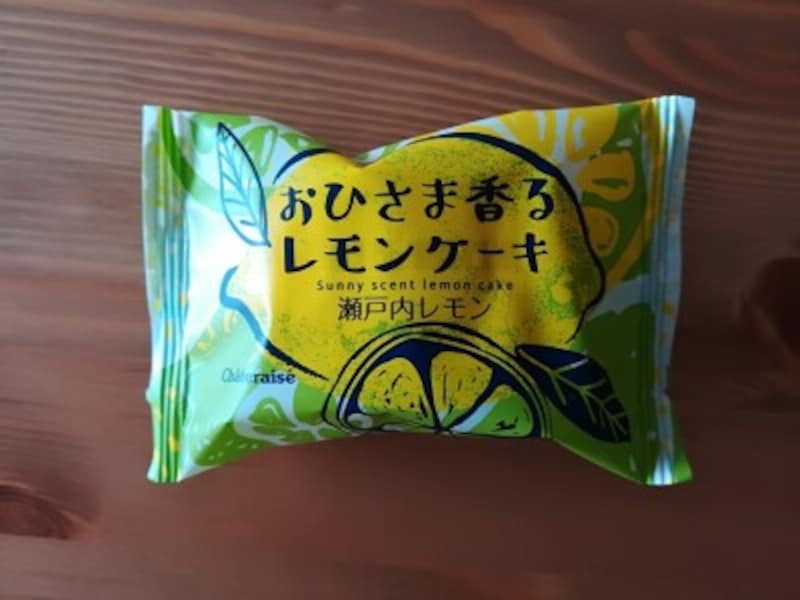 おひさま香る
レモンケーキ
Sunny scent lemon cake
瀬戸内レモン
Châteraisé